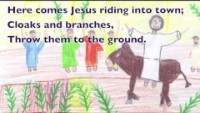 Here comes Jesus riding into town;
Cloaks and branches,
Throw them to the ground.